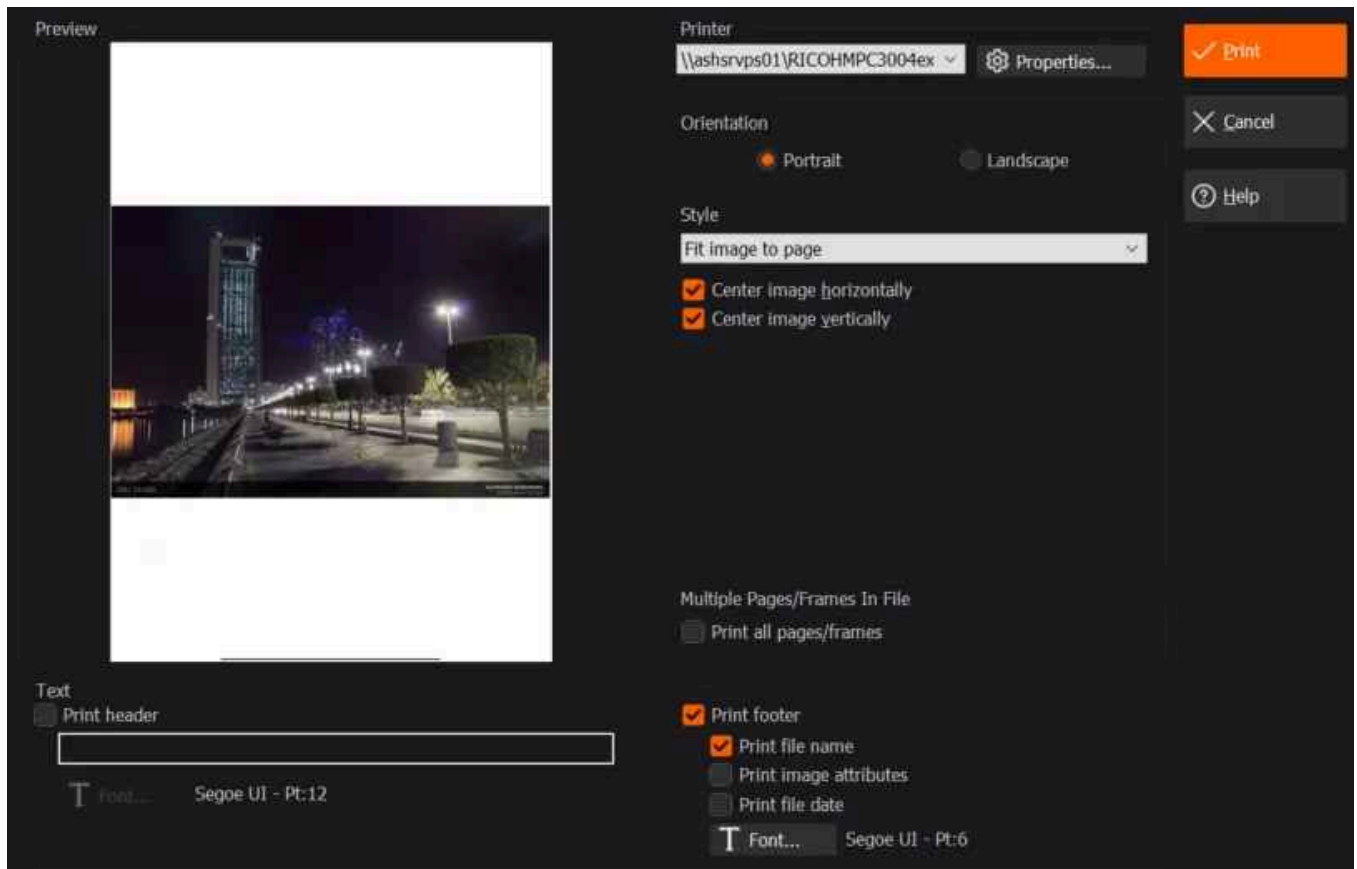 Preview
Printer
\\ashsrvps01\RICOHMPC3004ex
Properties...
Print
Orientation
Cancel
Portrait
Landscape
Help
Style
Fit image to page
Center image horizontally
Center image vertically
Multiple Pages/Frames In File
Print all pages/frames
Text
Print header
Font...
Segoe UI - Pt:12
Print footer
Print file name
Print image attributes
Print file date
Font...
Segoe UI - Pt:6